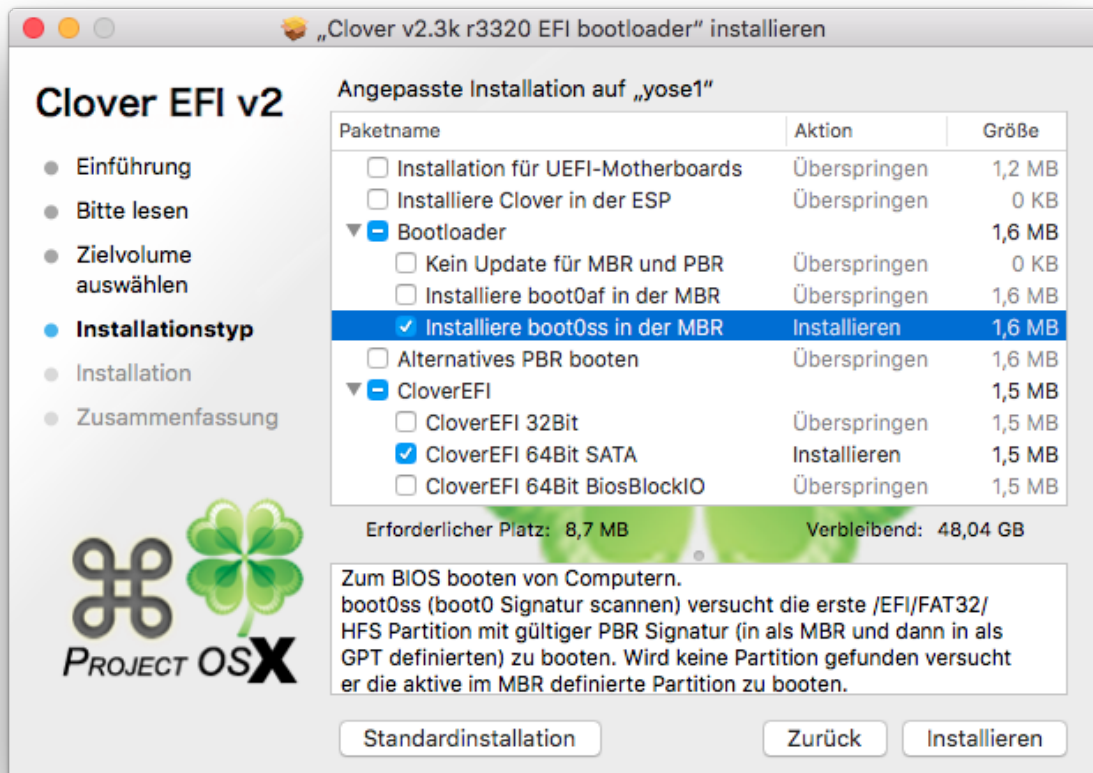 „Clover v2.3k r3320 EFI bootloader“ installieren
Clover EFI v2
Einführung
Bitte lesen
Zielvolume
auswählen
Installationstyp
Installation
Zusammenfassung
PROJECT OSX
Angepasste Installation auf „yose1“
Paketname Aktion Größe
Installation für UEFI-Motherboards Überspringen 1,2 MB
Installiere Clover in der ESP Überspringen 0 KB
Bootloader 1,6 MB
Kein Update für MBR und PBR Überspringen 0 KB
Installiere boot0af in der MBR Überspringen 1,6 MB
Installiere boot0ss in der MBR Installieren 1,6 MB
Alternatives PBR booten Überspringen 1,6 MB
CloverEFI 1,5 MB
CloverEFI 32Bit Überspringen 1,5 MB
CloverEFI 64Bit SATA Installieren 1,5 MB
CloverEFI 64Bit BiosBlockIO Überspringen 1,5 MB
Erforderlicher Platz: 8,7 MB Verbleibend: 48,04 GB
Zum BIOS booten von Computern.
boot0ss (boot0 Signatur scannen) versucht die erste /EFI/FAT32/
HFS Partition mit gültiger PBR Signatur (in als MBR und dann in als
GPT definierten) zu booten. Wird keine Partition gefunden versucht
er die aktive im MBR definierte Partition zu booten.
Standardinstallation Zurück Installieren